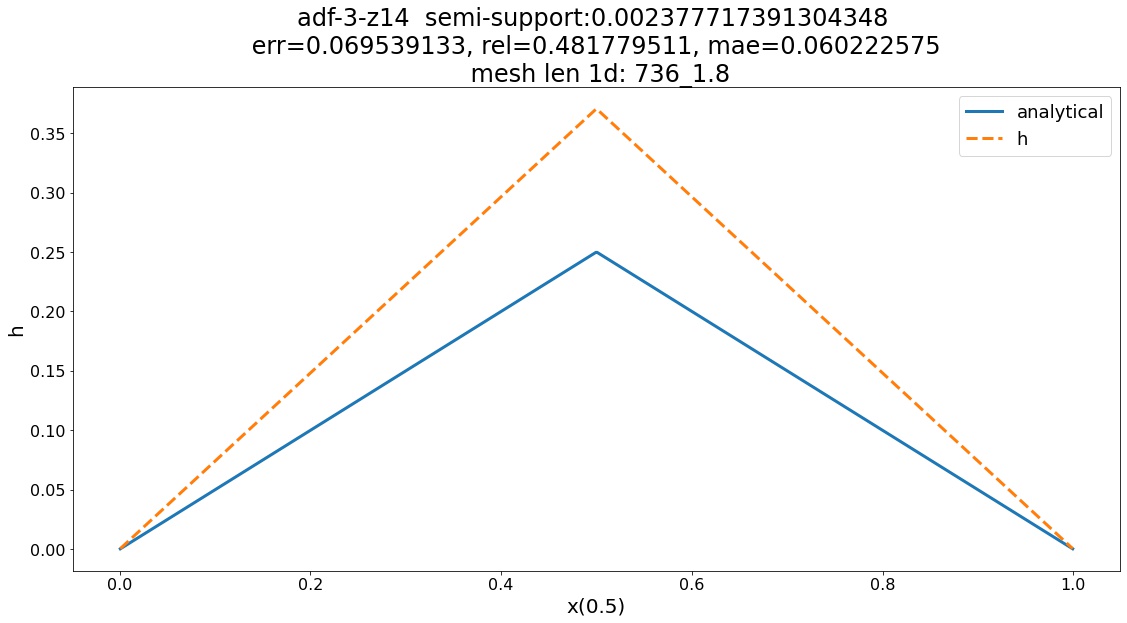 adf-3-z14  semi-support:0.002377717391304348
err=0.069539133, rel=0.481779511, mae=0.060222575
mesh len 1d: 736_1.8
analytical
h
0.35
0.30
0.25
0.20
0.15
0.10
0.05
0.00
h
0.0 0.2 0.4 0.6 0.8 1.0
x(0.5)